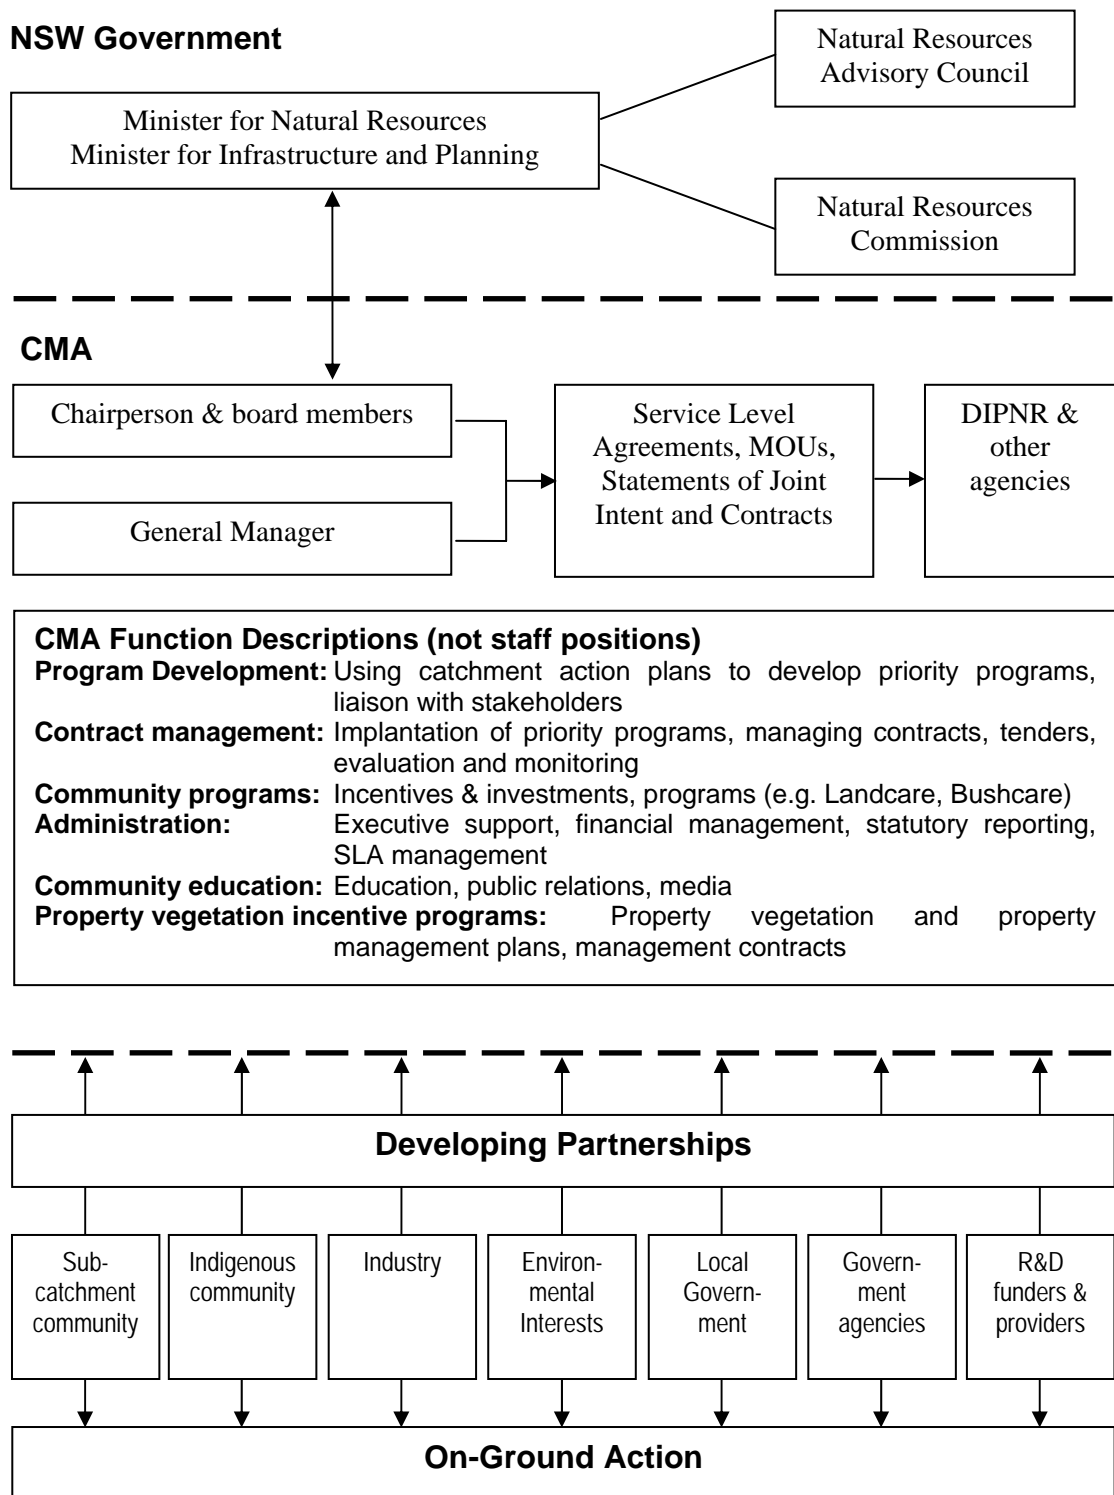 NSW Government
Natural Resources
Advisory Council
Minister for Natural Resources
Minister for Infrastructure and Planning
Natural Resources
Commission
CMA
Chairperson & board members
General Manager
Service Level
Agreements, MOUs,
Statements of Joint
Intent and Contracts
DIPNR &
other
agencies
CMA Function Descriptions (not staff positions)
Program Development: Using catchment action plans to develop priority programs,
liaison with stakeholders
Contract management: Implantation of priority programs, managing contracts, tenders,
evaluation and monitoring
Community programs: Incentives & investments, programs (e.g. Landcare, Bushcare)
Administration: Executive support, financial management, statutory reporting,
SLA management
Community education: Education, public relations, media
Property vegetation incentive programs: Property vegetation and property
management plans, management contracts
Developing Partnerships
Sub-
catchment
community
Indigenous
community
Industry
Environ-
mental
Interests
Local
Govern-
ment
Govern-
ment
agencies
R&D
funders &
providers
On-Ground Action